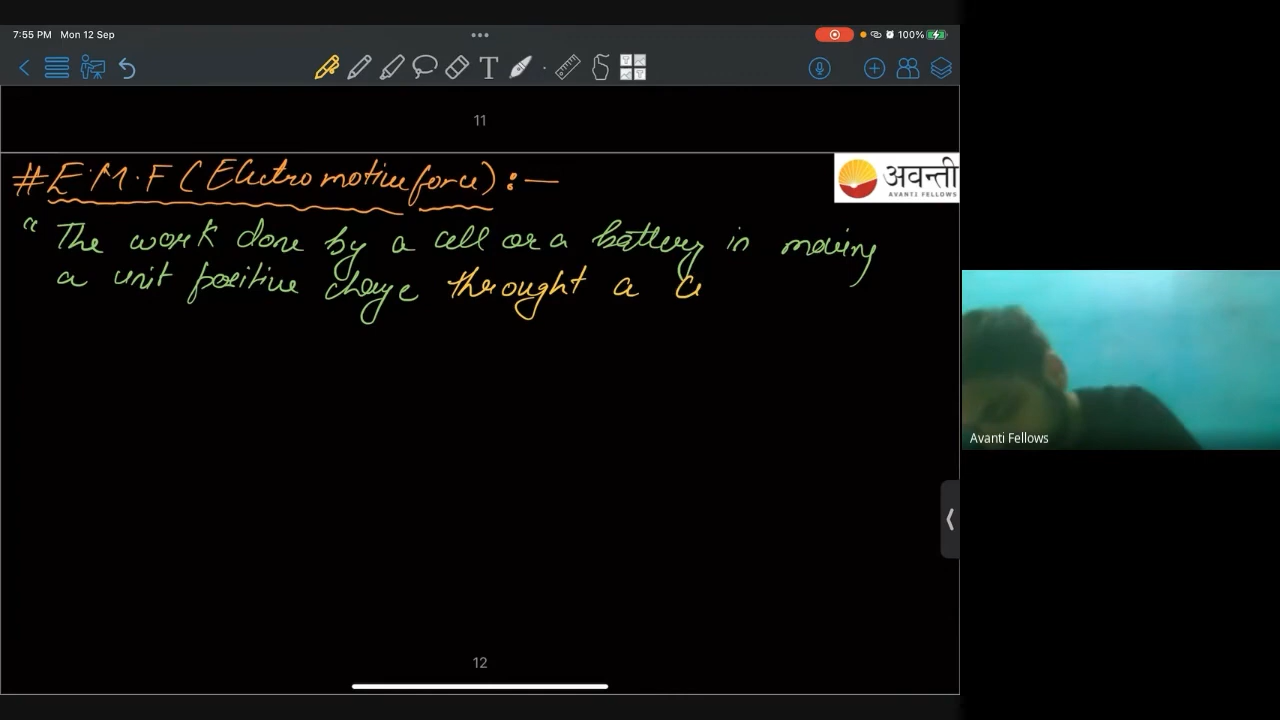 7:55 PM Mon 12 Sep
100%
11
#E.M.F (Electromotive force) :—
अवन्ती
AVANTI FELLOWS
" The work done by a cell or a battery in moving
a unit positive charge throught a
Avanti Fellows
12